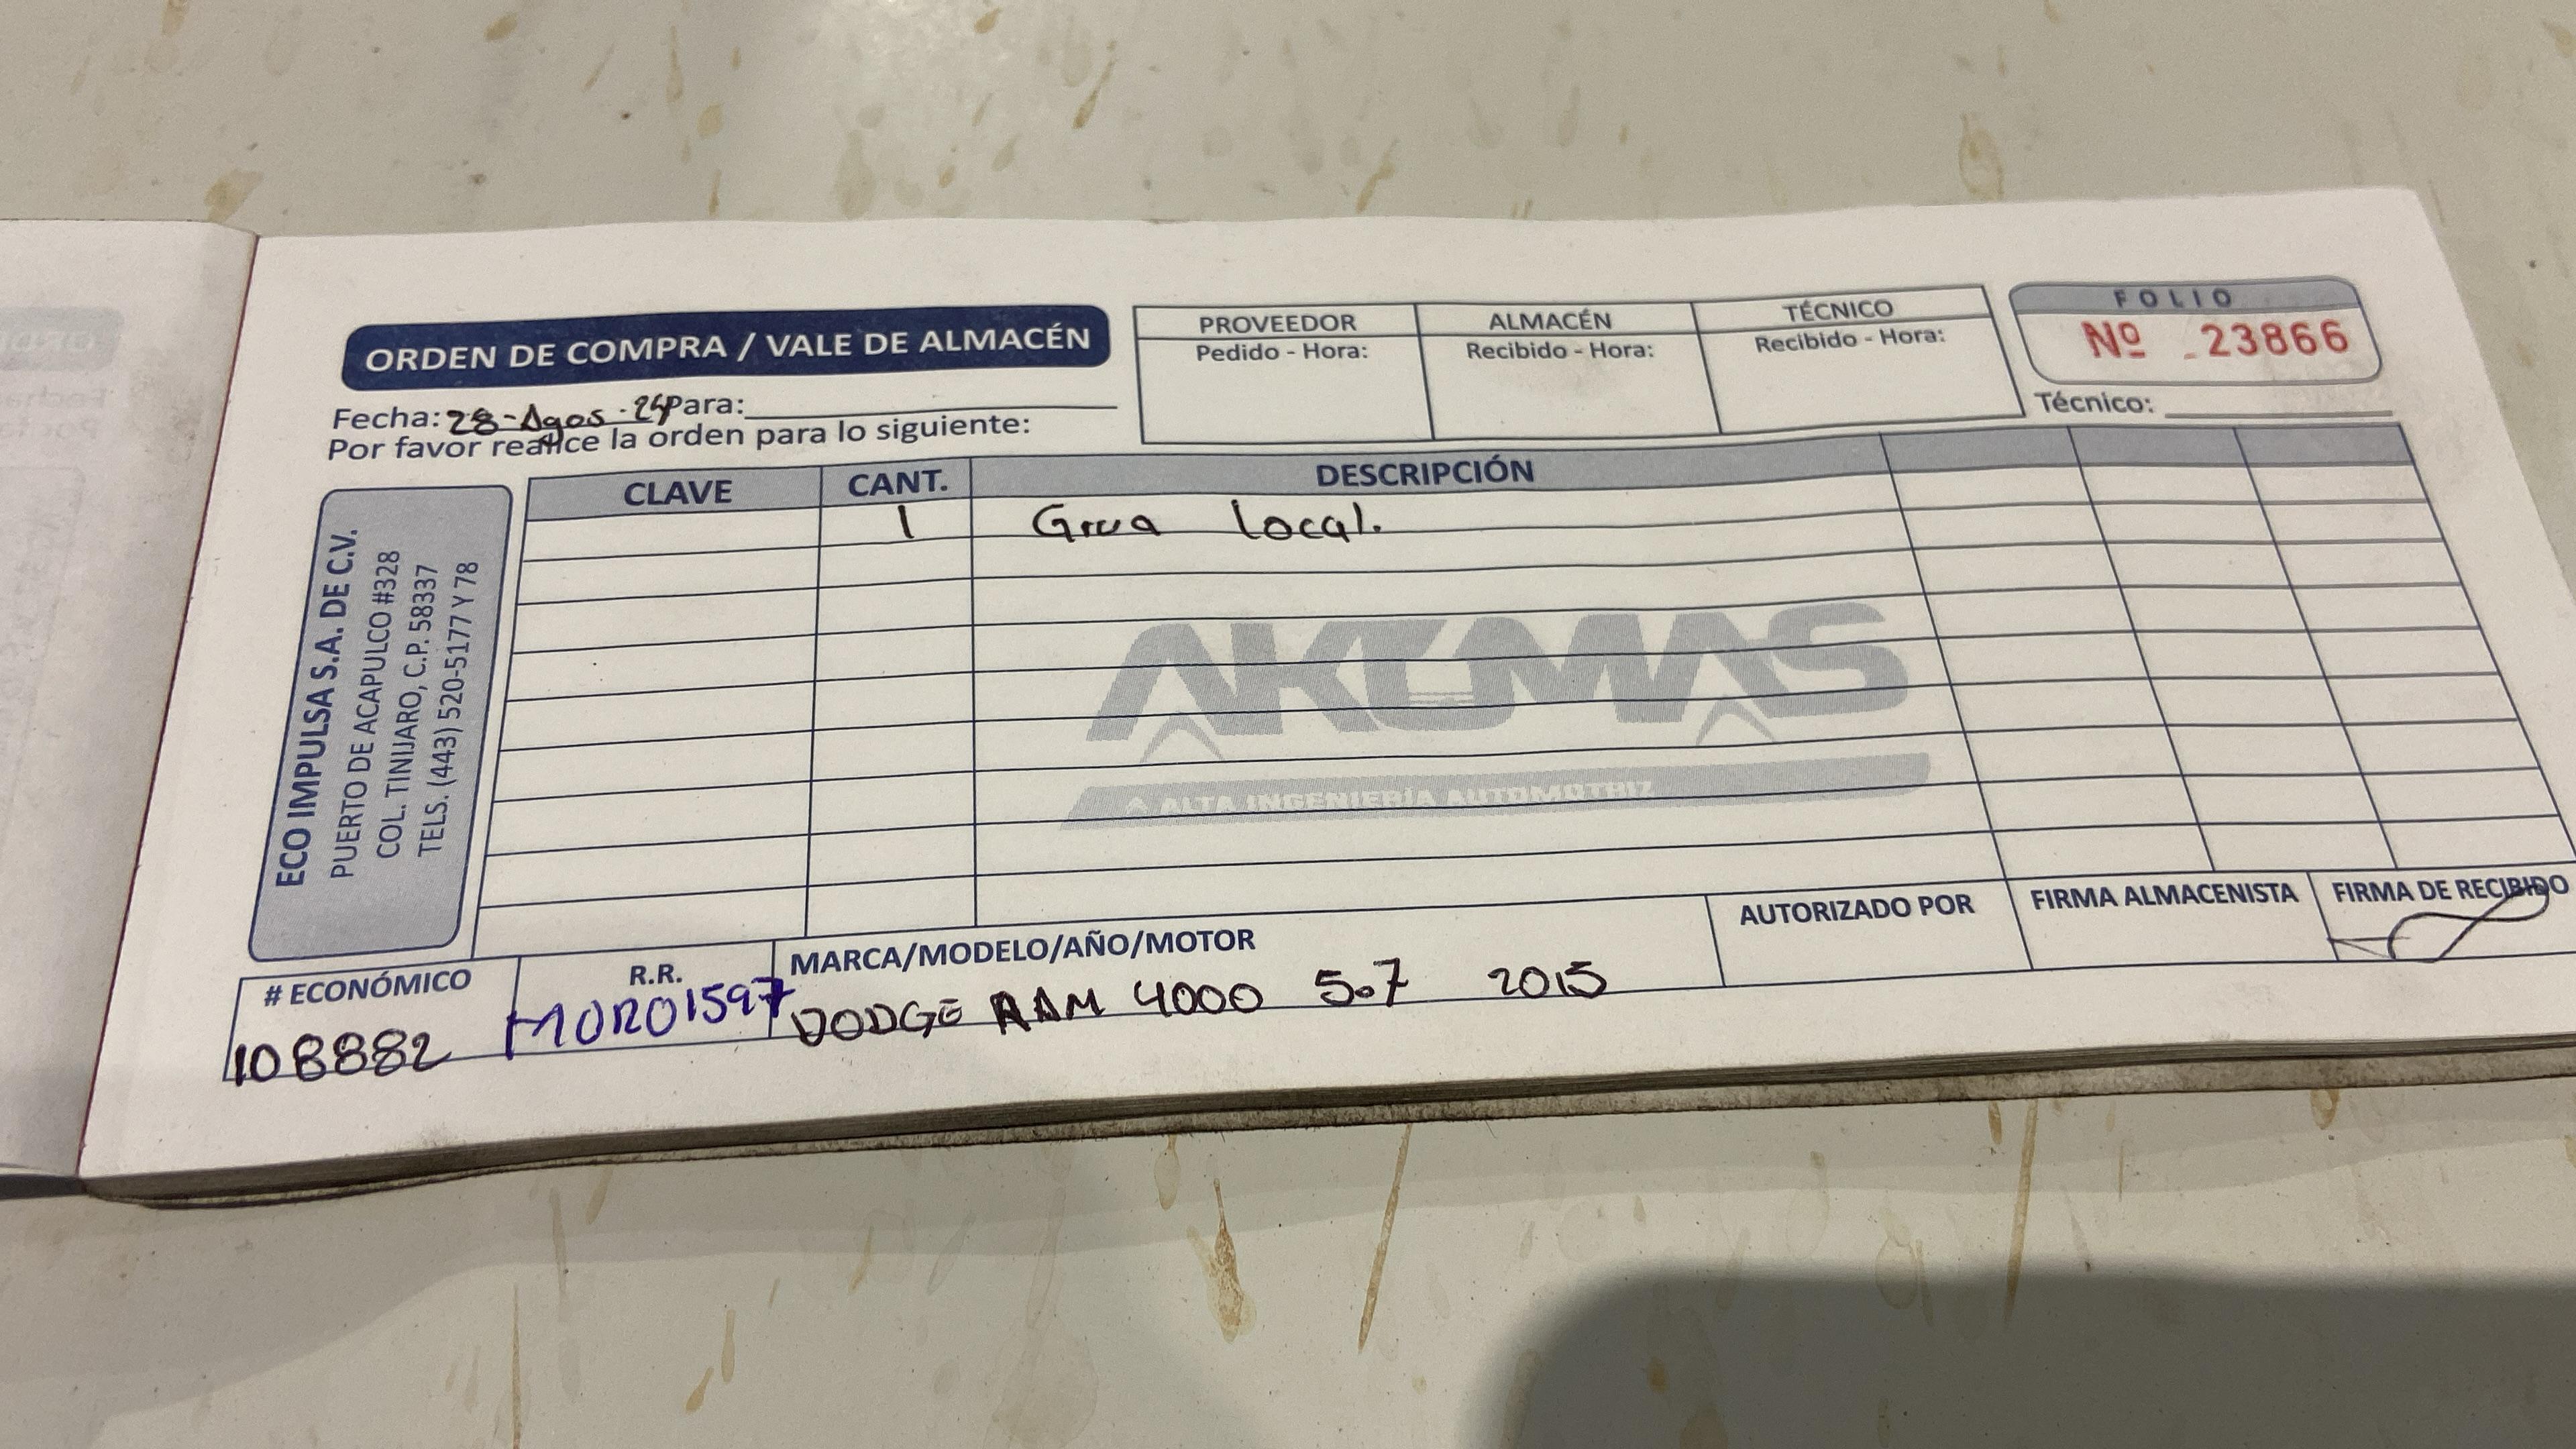 ORDEN DE COMPRA / VALE DE ALMACÉN
Fecha: 28-Agos-24 Para:
Por favor realice la orden para lo siguiente:
PROVEEDOR ALMACÉN TÉCNICO
Pedido - Hora: Recibido - Hora: Recibido - Hora:
FOLIO
Nº 23866
Técnico:
ECO IMPULSA S.A. DE C.V.
PUERTO DE ACAPULCO #328
COL. TINIJARO, C.P. 58337
TELS. (443) 520-5177 Y 78
CLAVE CANT. DESCRIPCIÓN
1 Grua local.
AKUMAS
ALTA INGENIERÍA AUTOMOTRIZ
# ECONÓMICO R.R. MARCA/MODELO/AÑO/MOTOR AUTORIZADO POR FIRMA ALMACENISTA FIRMA DE RECIBIDO
108882 MORO1597 DODGE RAM 4000 5.7 2015